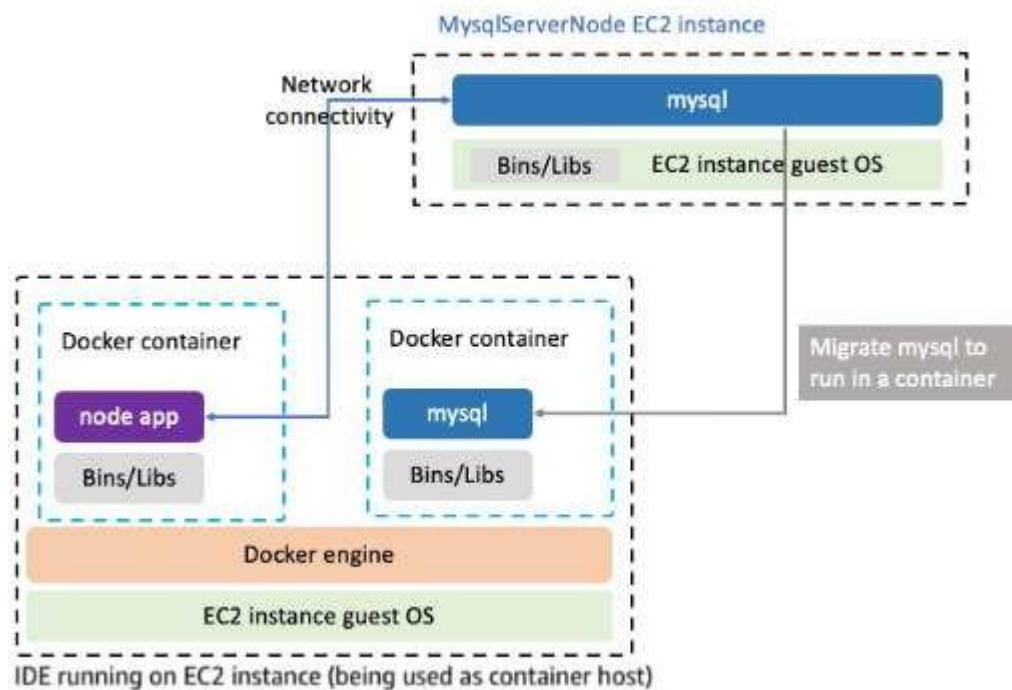 MysqlServerNode EC2 instance
Network
connectivity
mysql
Bins/Libs
EC2 instance guest OS
Docker container
Docker container
Migrate mysql to
run in a container
node app
mysql
Bins/Libs
Bins/Libs
Docker engine
EC2 instance guest OS
IDE running on EC2 instance (being used as container host)